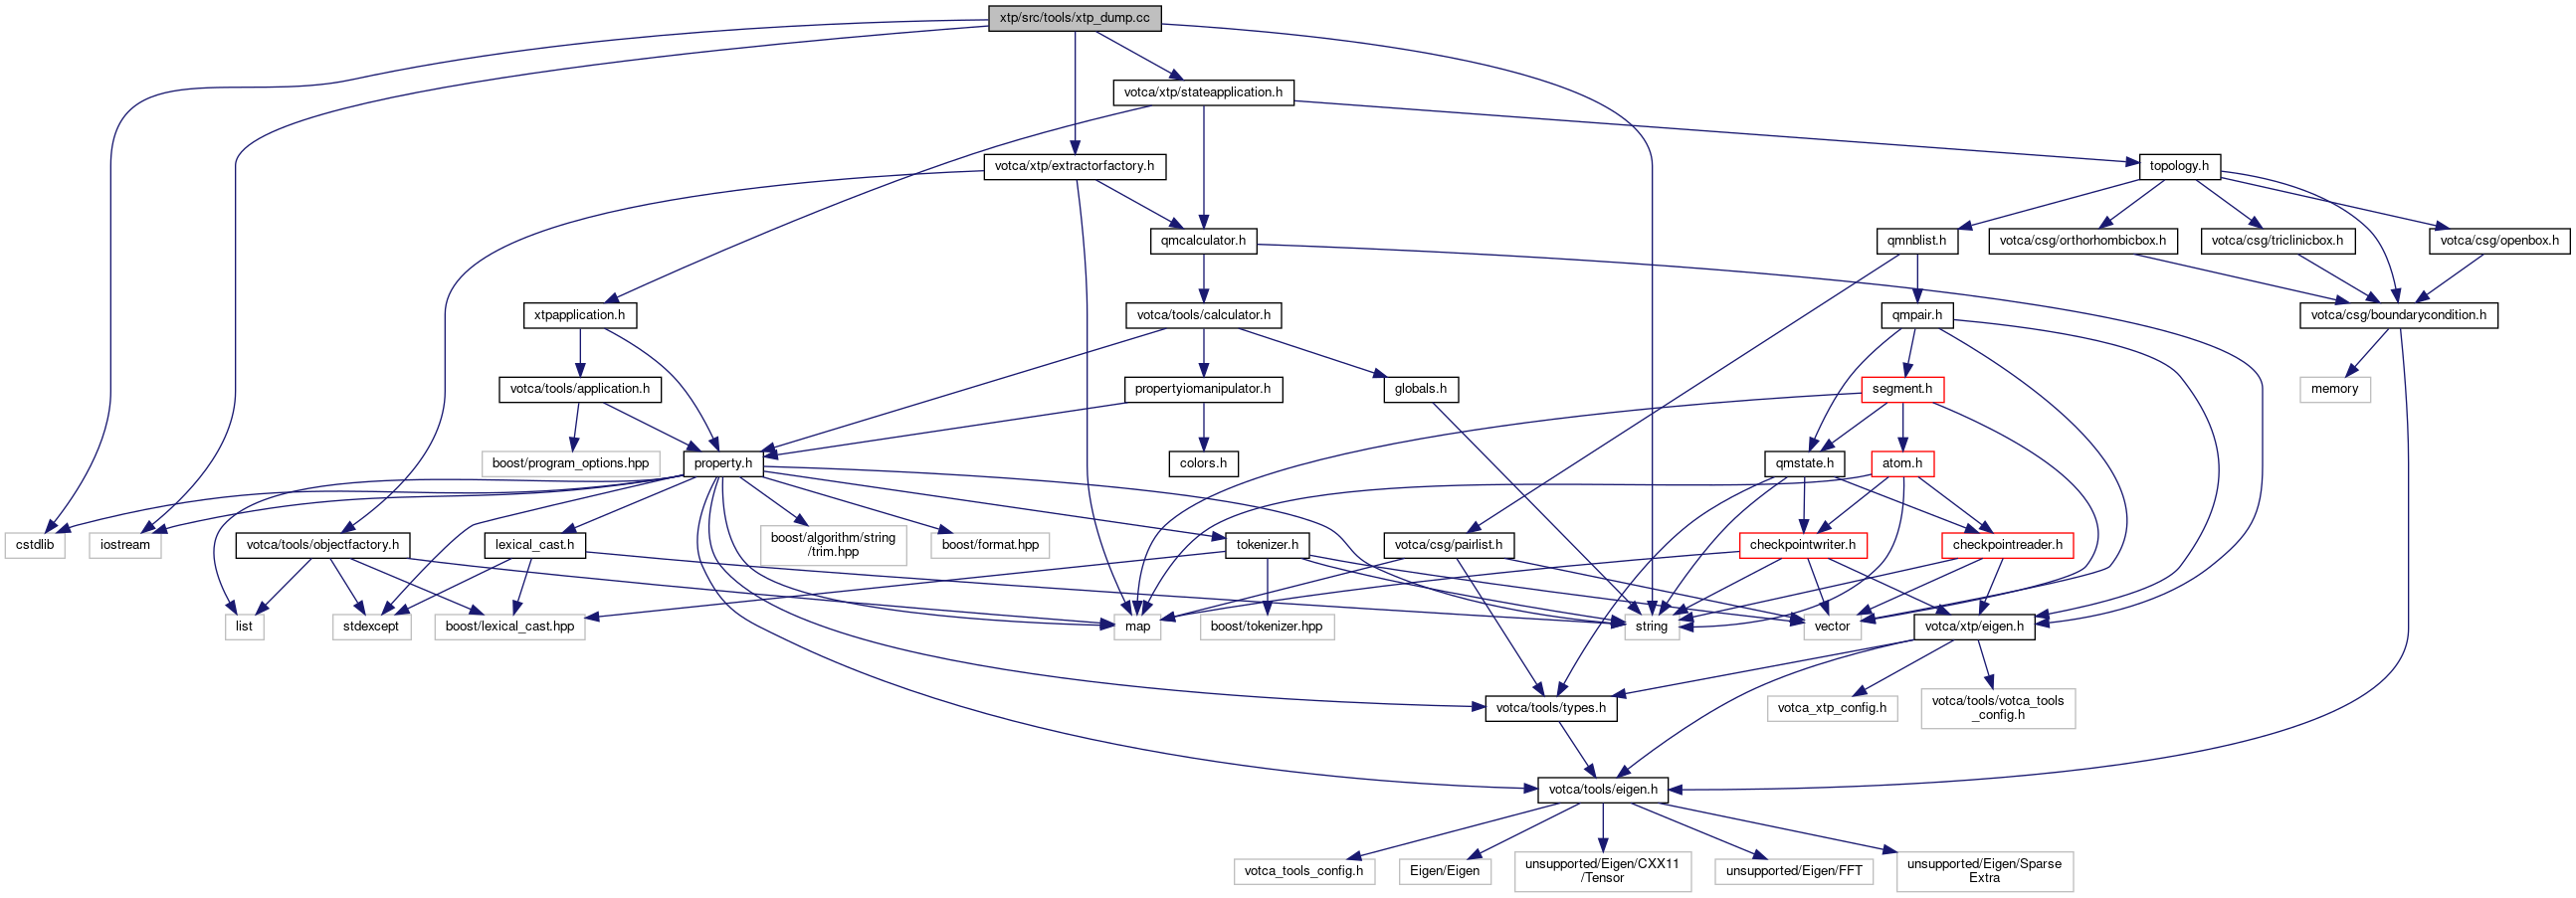 xtp/src/tools/xtp_dump.cc
votca/xtp/stateapplication.h
votca/xtp/extractorfactory.h
topology.h
qmcalculator.h
qmnblist.h
votca/csg/orthorhombicbox.h
votca/csg/triclinicbox.h
votca/csg/openbox.h
xtpapplication.h
votca/tools/calculator.h
qmpair.h
votca/csg/boundarycondition.h
votca/tools/application.h
propertyiomanipulator.h
globals.h
segment.h
memory
boost/program_options.hpp
property.h
colors.h
qmstate.h
atom.h
cstdlib
iostream
votca/tools/objectfactory.h
lexical_cast.h
boost/algorithm/string
/trim.hpp
boost/format.hpp
tokenizer.h
votca/csg/pairlist.h
checkpointwriter.h
checkpointreader.h
list
stdexcept
boost/lexical_cast.hpp
map
boost/tokenizer.hpp
string
vector
votca/xtp/eigen.h
votca/tools/types.h
votca_xtp_config.h
votca/tools/votca_tools
_config.h
votca/tools/eigen.h
votca_tools_config.h
Eigen/Eigen
unsupported/Eigen/CXX11
/Tensor
unsupported/Eigen/FFT
unsupported/Eigen/Sparse
Extra